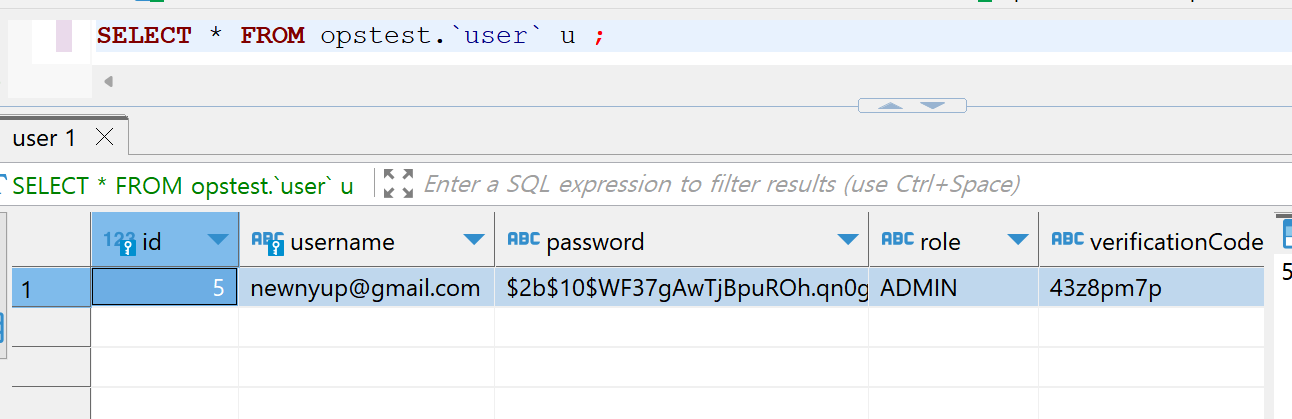 SELECT * FROM opstest.`user` u ;
user 1
SELECT * FROM opstest.`user` u Enter a SQL expression to filter results (use Ctrl+Space)
123 id ABC username ABC password ABC role ABC verificationCode
1 5 newnyup@gmail.com $2b$10$WF37gAwTjBpuROh.qn0g ADMIN 43z8pm7p 5